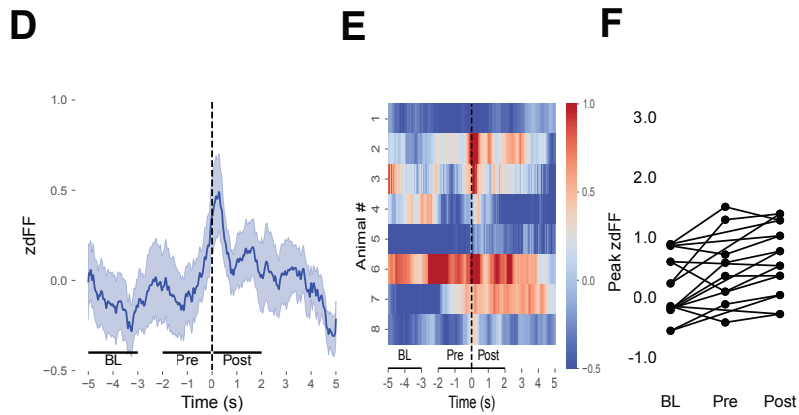 D
E
F
zdFF
1.0
0.5
0.0
−0.5
BL
Pre
Post
−5 −4 −3 −2 −1 0 1 2 3 4 5
Time (s)
Animal #
1
2
3
4
5
6
7
8
BL
Pre
Post
-5 -4 -3 -2 -1 0 1 2 3 4 5
Time (s)
1.0
0.5
0.0
−0.5
Peak zdFF
3.0
2.0
1.0
0.0
-1.0
BL Pre Post